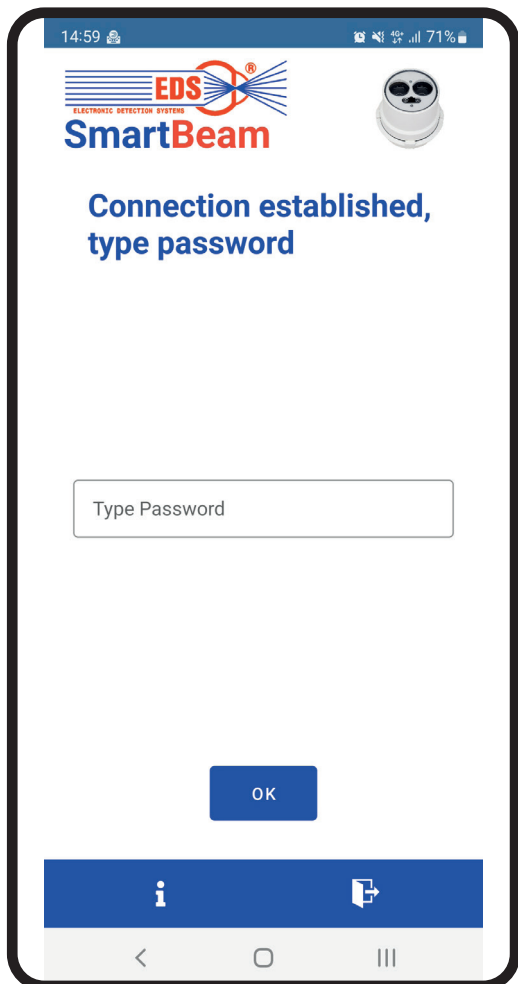 14:59 71%
EDS ®
ELECTRONIC DETECTION SYSTEMS
SmartBeam
Connection established,
type password
Type Password
OK
i